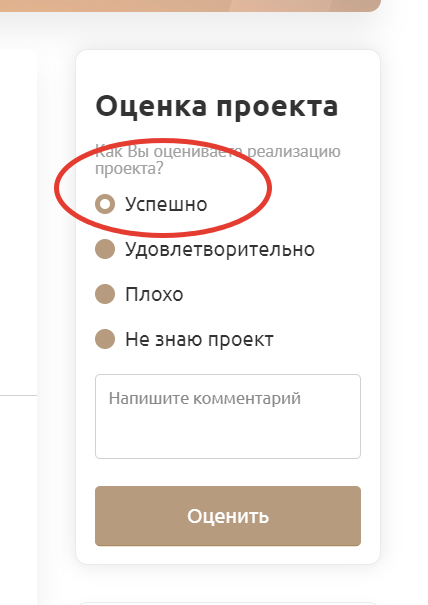 Оценка проекта
Как Вы оцениваете реализацию
проекта?
Успешно
Удовлетворительно
Плохо
Не знаю проект
Напишите комментарий
Оценить